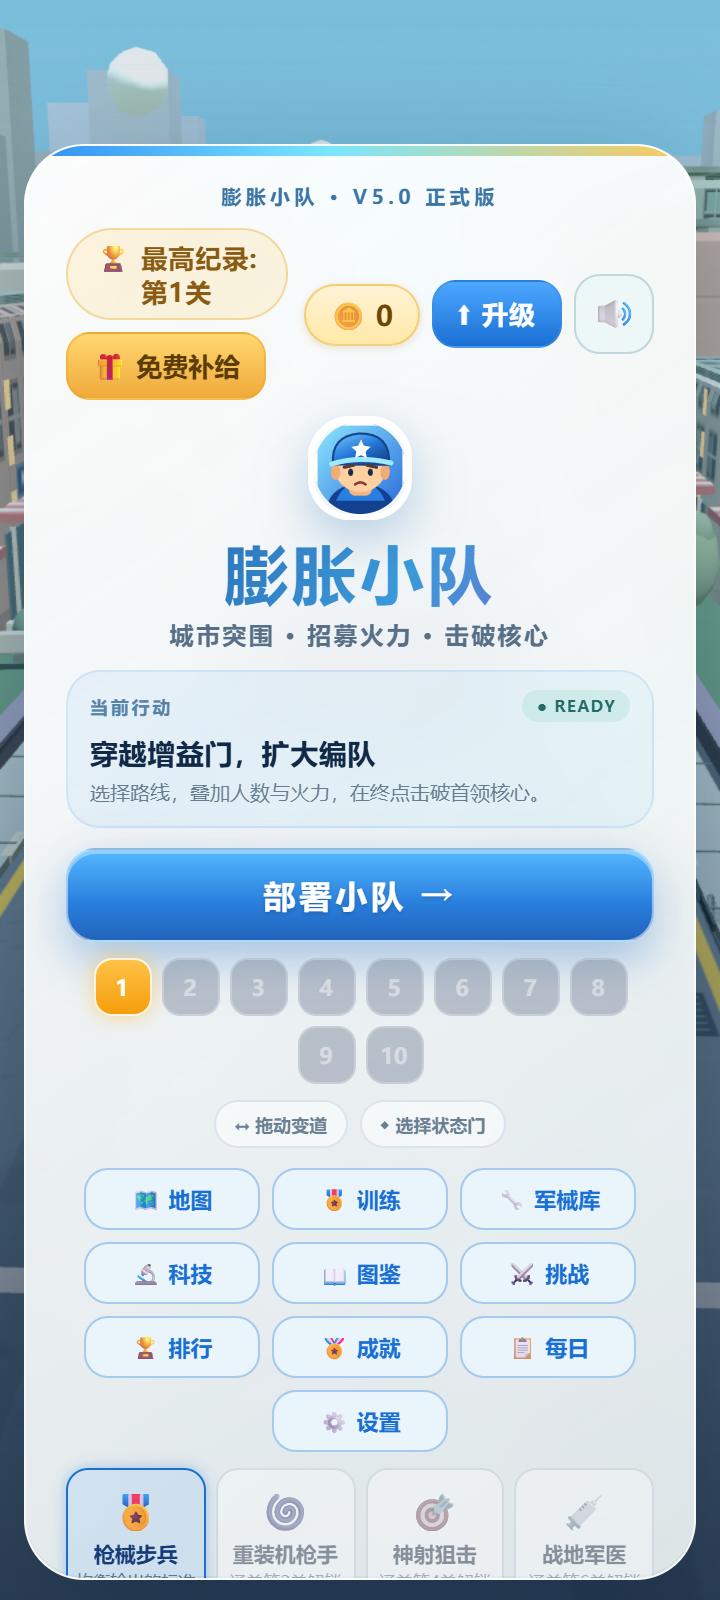 膨胀小队 • V5.0 正式版
最高纪录:
第1关
0
升级
免费补给
膨胀小队
城市突围 • 招募火力 • 击破核心
当前行动
READY
穿越增益门，扩大编队
选择路线，叠加人数与火力，在终点击破首领核心。
部署小队 →
1 2 3 4 5 6 7 8
9 10
↔ 拖动变道
选择状态门
地图 训练 军械库
科技 图鉴 挑战
排行 成就 每日
设置
枪械步兵 重装机枪手 神射狙击 战地军医